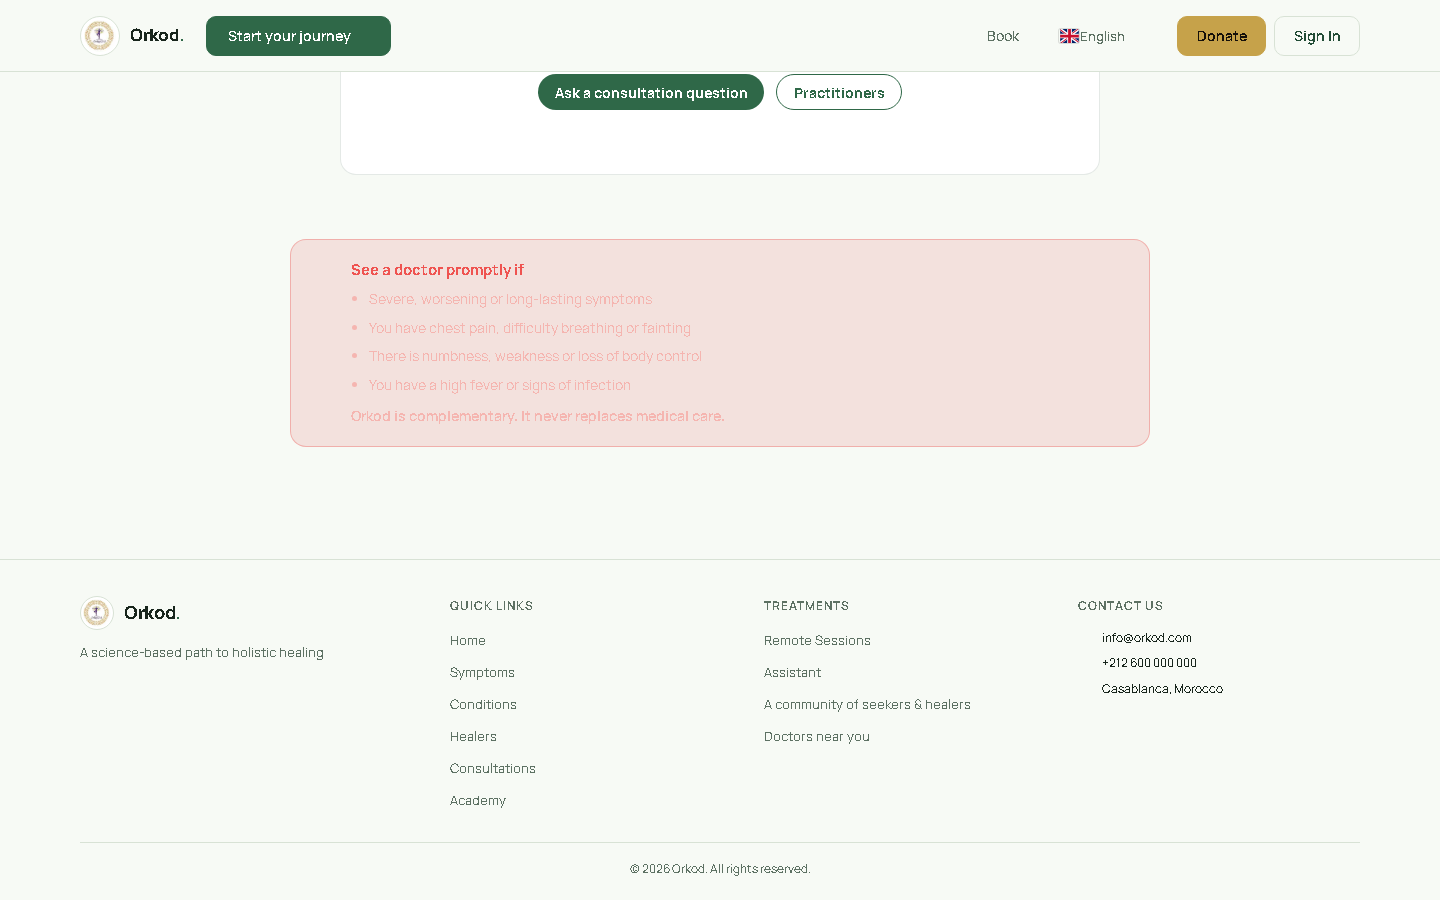 Orkod.
Start your journey
Book
English
Donate
Sign In
Ask a consultation question
Practitioners
See a doctor promptly if
• Severe, worsening or long-lasting symptoms
• You have chest pain, difficulty breathing or fainting
• There is numbness, weakness or loss of body control
• You have a high fever or signs of infection
Orkod is complementary. It never replaces medical care.
Orkod.
A science-based path to holistic healing
QUICK LINKS
Home
Symptoms
Conditions
Healers
Consultations
Academy
TREATMENTS
Remote Sessions
Assistant
A community of seekers & healers
Doctors near you
CONTACT US
info@orkod.com
+212 600 000 000
Casablanca, Morocco
© 2026 Orkod. All rights reserved.